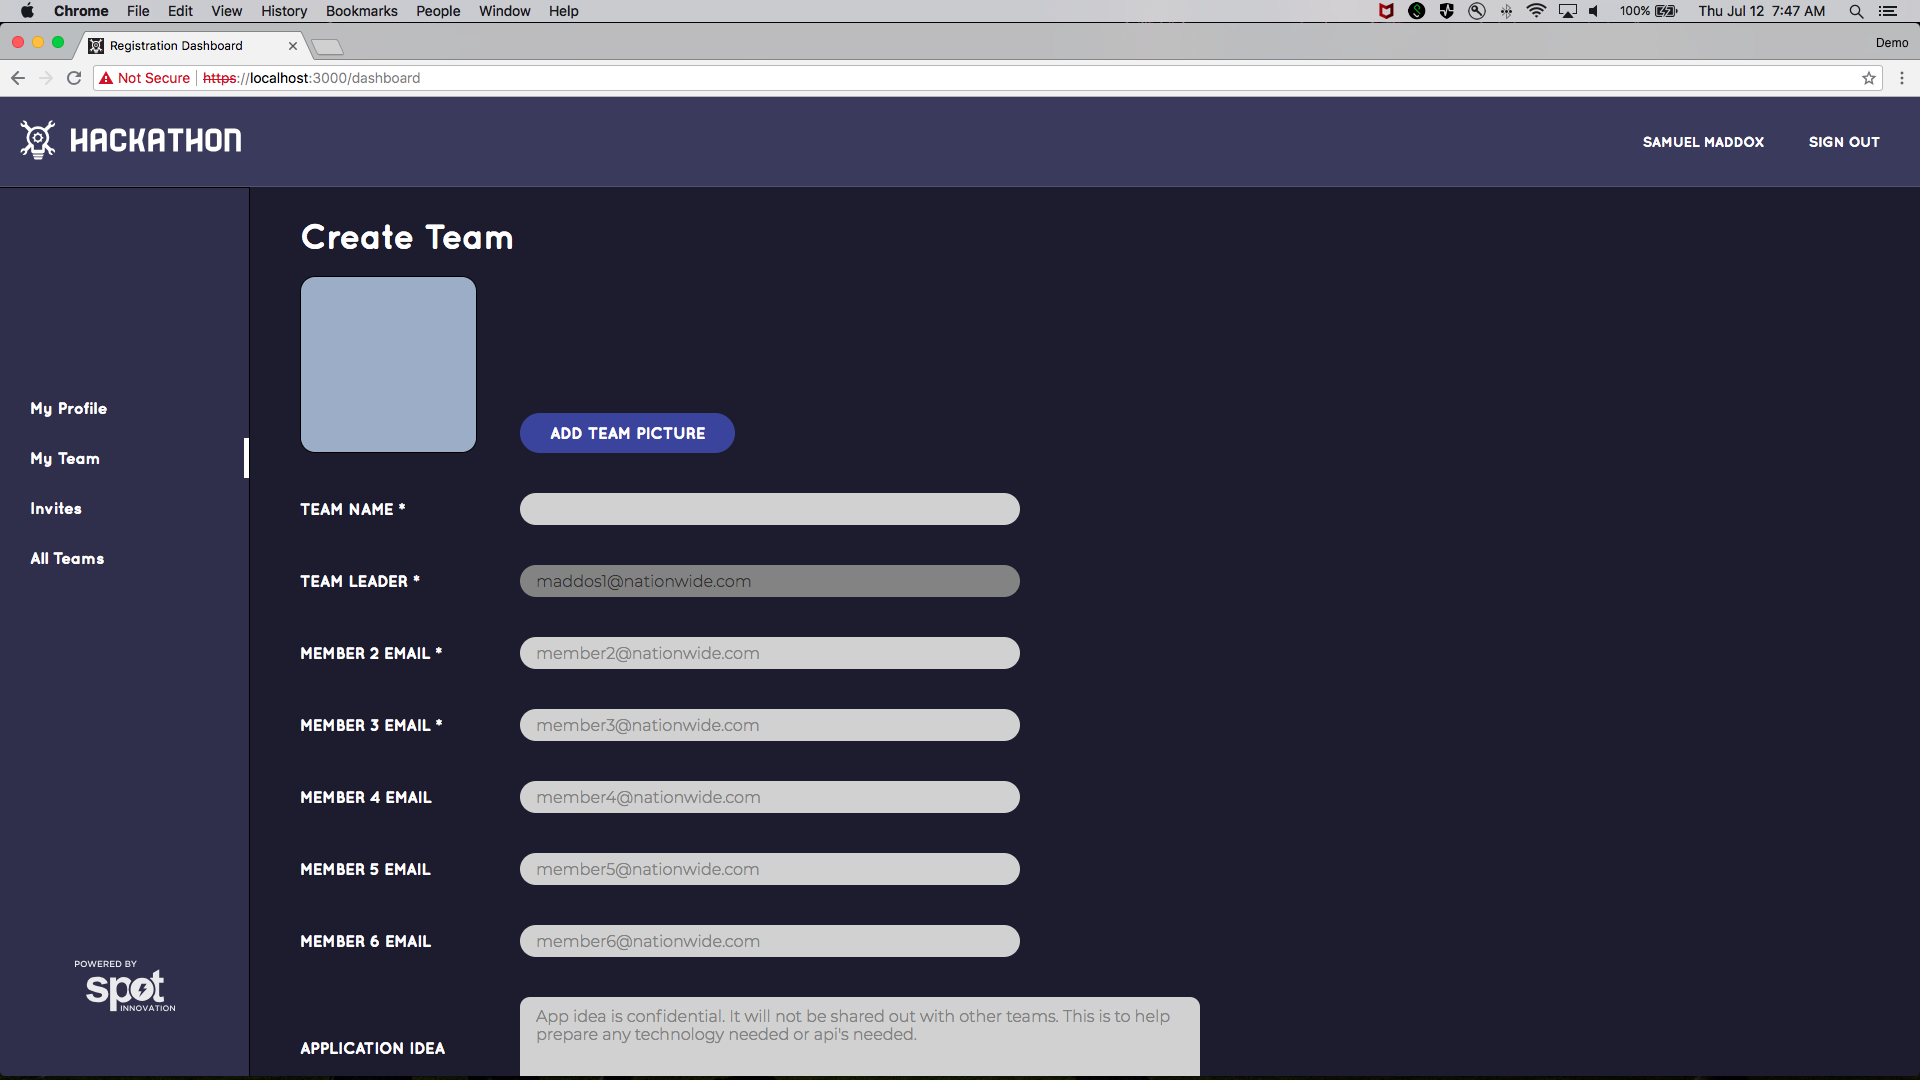 Chrome File Edit View History Bookmarks People Window Help 100% Thu Jul 12 7:47 AM
Registration Dashboard Demo
Not Secure https://localhost:3000/dashboard
HACKATHON SAMUEL MADDOX SIGN OUT
My Profile
My Team
Invites
All Teams
POWERED BY
spot
INNOVATION
Create Team
ADD TEAM PICTURE
TEAM NAME *
TEAM LEADER * maddos1@nationwide.com
MEMBER 2 EMAIL * member2@nationwide.com
MEMBER 3 EMAIL * member3@nationwide.com
MEMBER 4 EMAIL member4@nationwide.com
MEMBER 5 EMAIL member5@nationwide.com
MEMBER 6 EMAIL member6@nationwide.com
APPLICATION IDEA
App idea is confidential. It will not be shared out with other teams. This is to help
prepare any technology needed or api's needed.